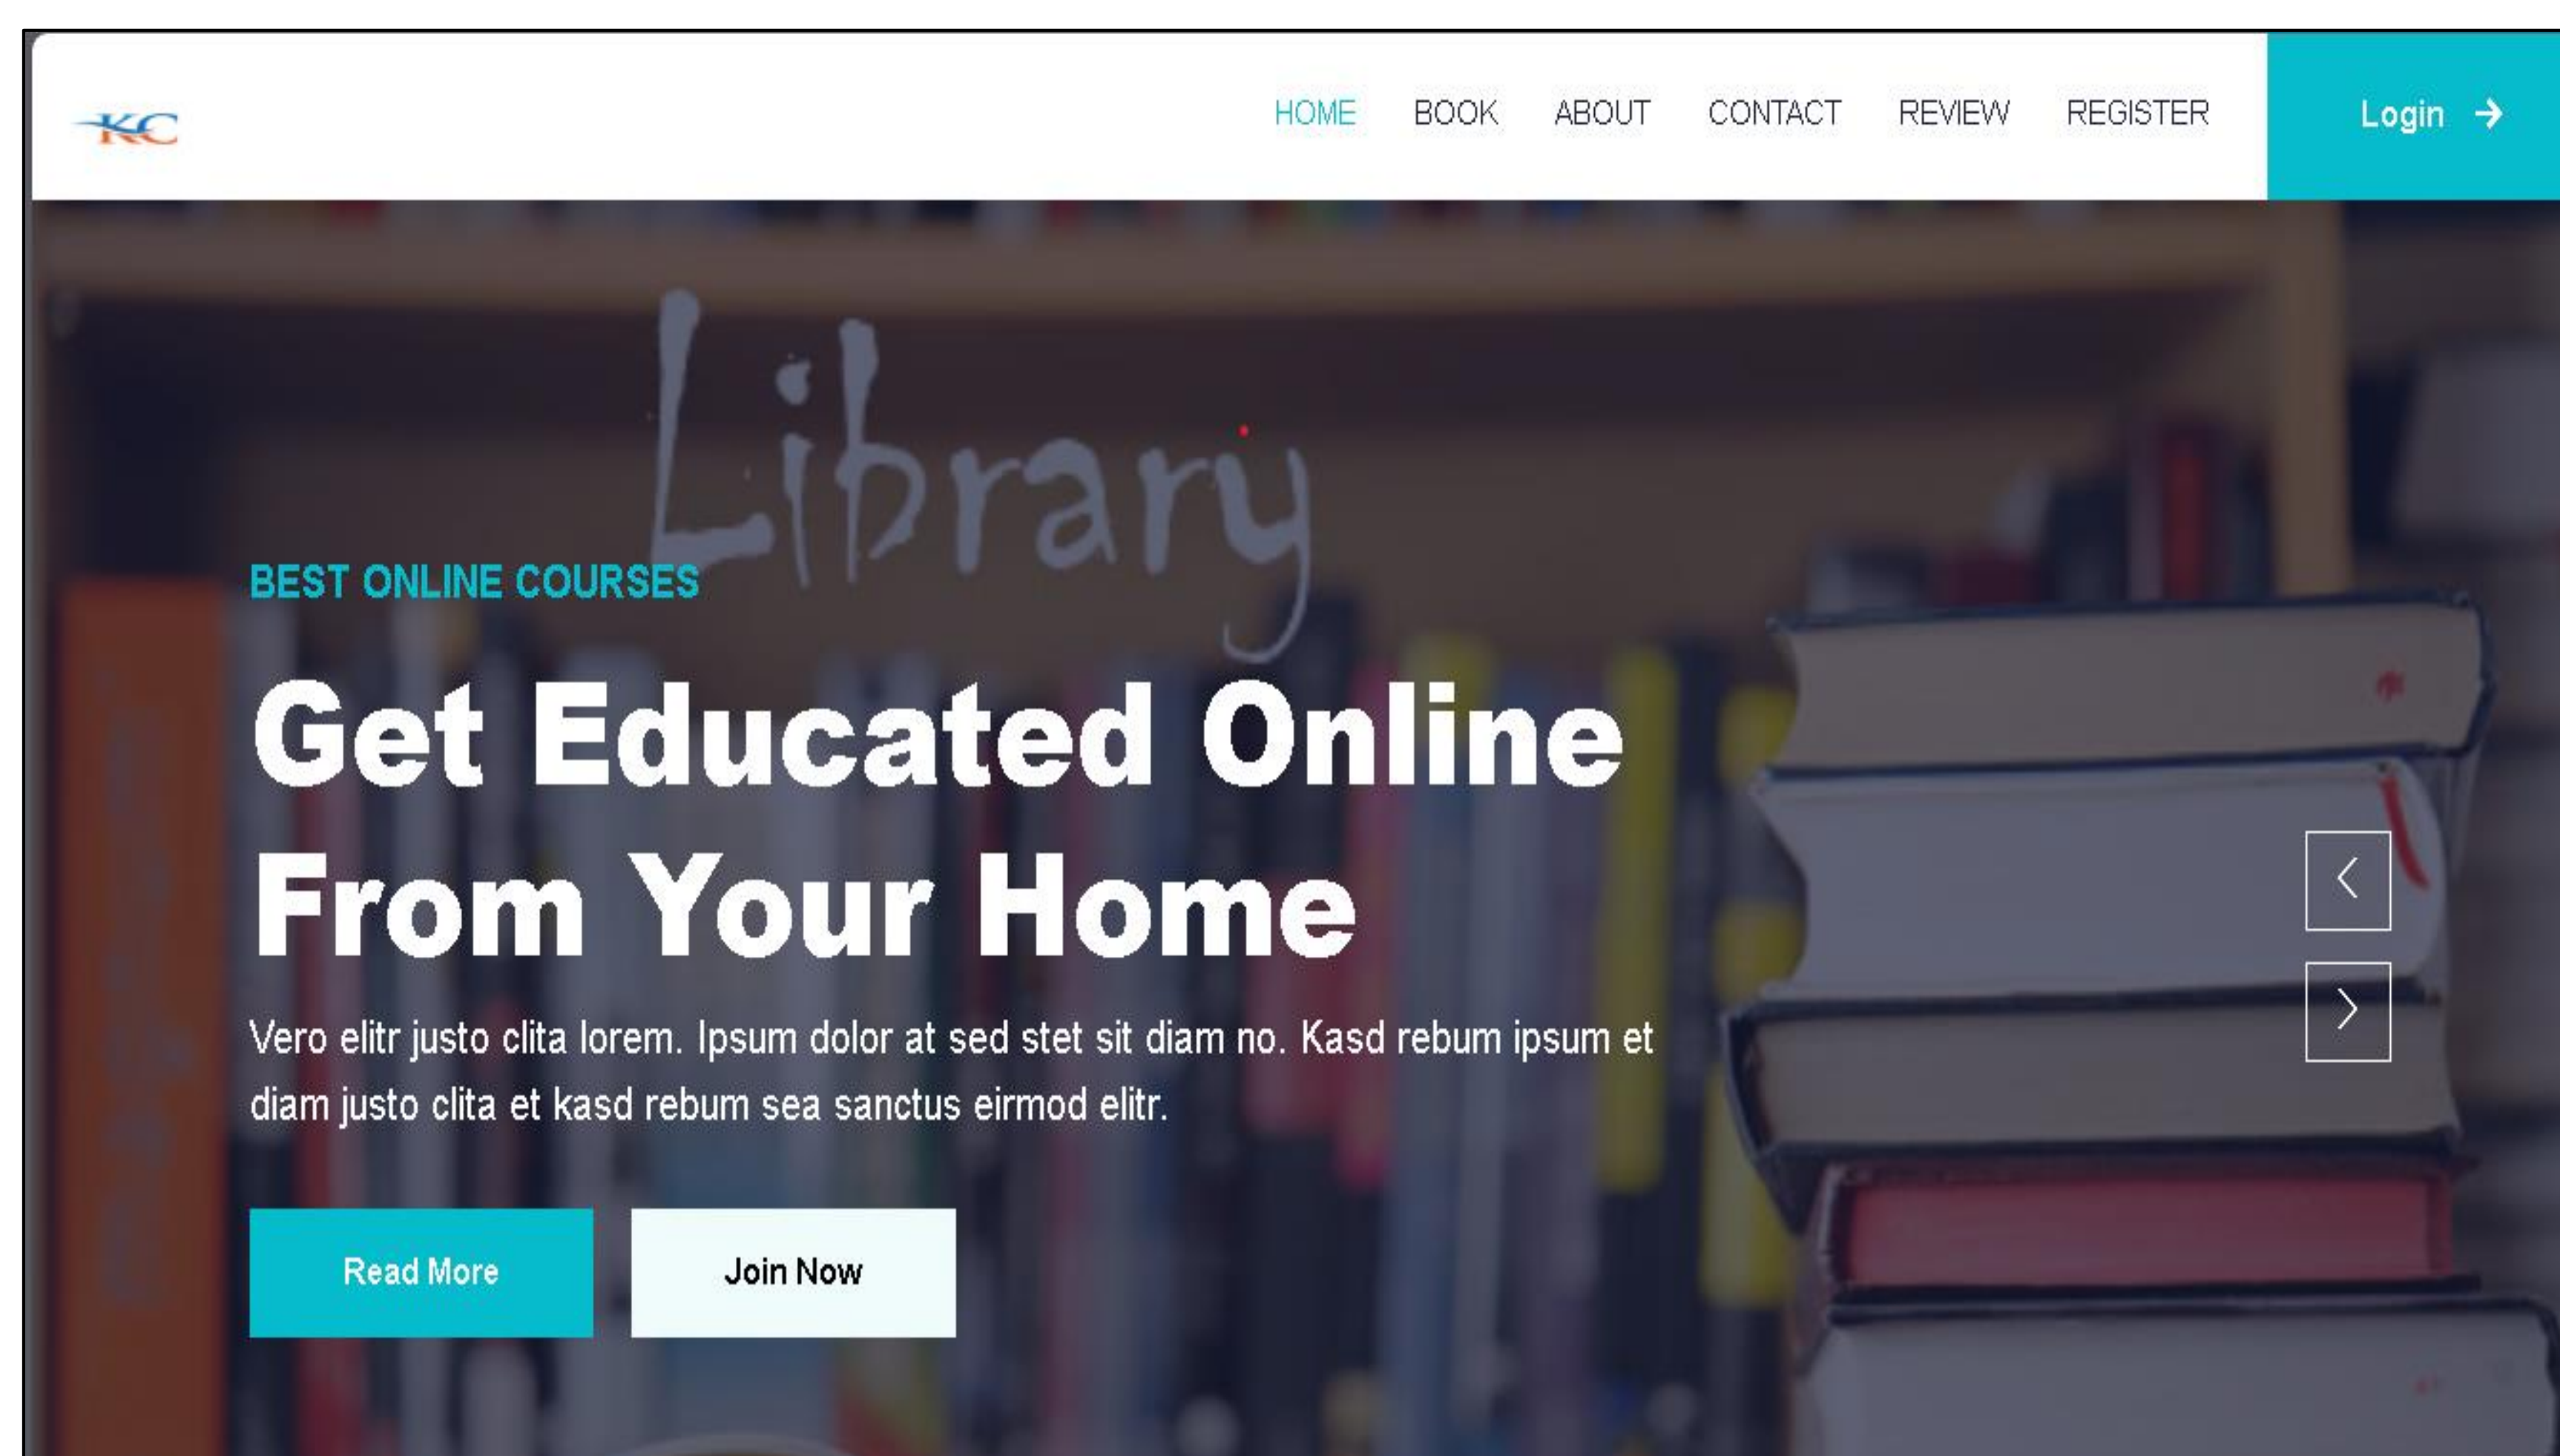 KC
HOME BOOK ABOUT CONTACT REVIEW REGISTER Login →
Library
BEST ONLINE COURSES
Get Educated Online
From Your Home
Vero elitr justo clita lorem. Ipsum dolor at sed stet sit diam no. Kasd rebum ipsum et
diam justo clita et kasd rebum sea sanctus eirmod elitr.
Read More Join Now